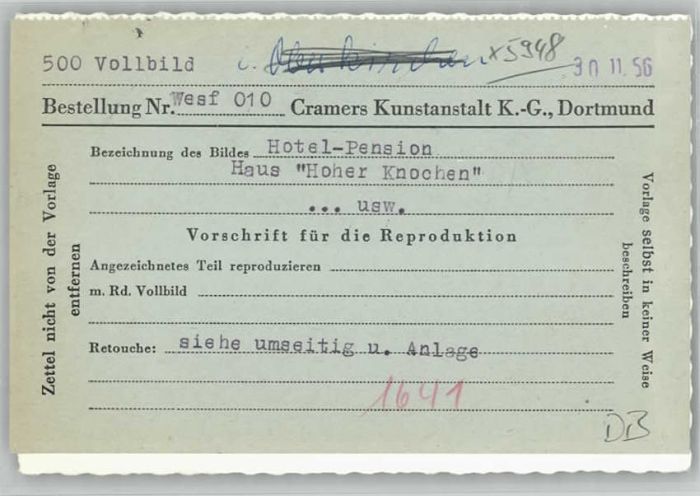 500 Vollbild
x5948
30 11.56
Bestellung Nr. Wesf 010 Cramers Kunstanstalt K.-G., Dortmund
Bezeichnung des Bildes Hotel-Pension
Haus "Hoher Knochen"
... usw.
Vorschrift für die Reproduktion
Angezeichnetes Teil reproduzieren
m. Rd. Vollbild
Retouche: siehe umseitig u. Anlage
1641
DB
Zettel nicht von der Vorlage
entfernen
Vorlage selbst in keiner Weise
beschreiben